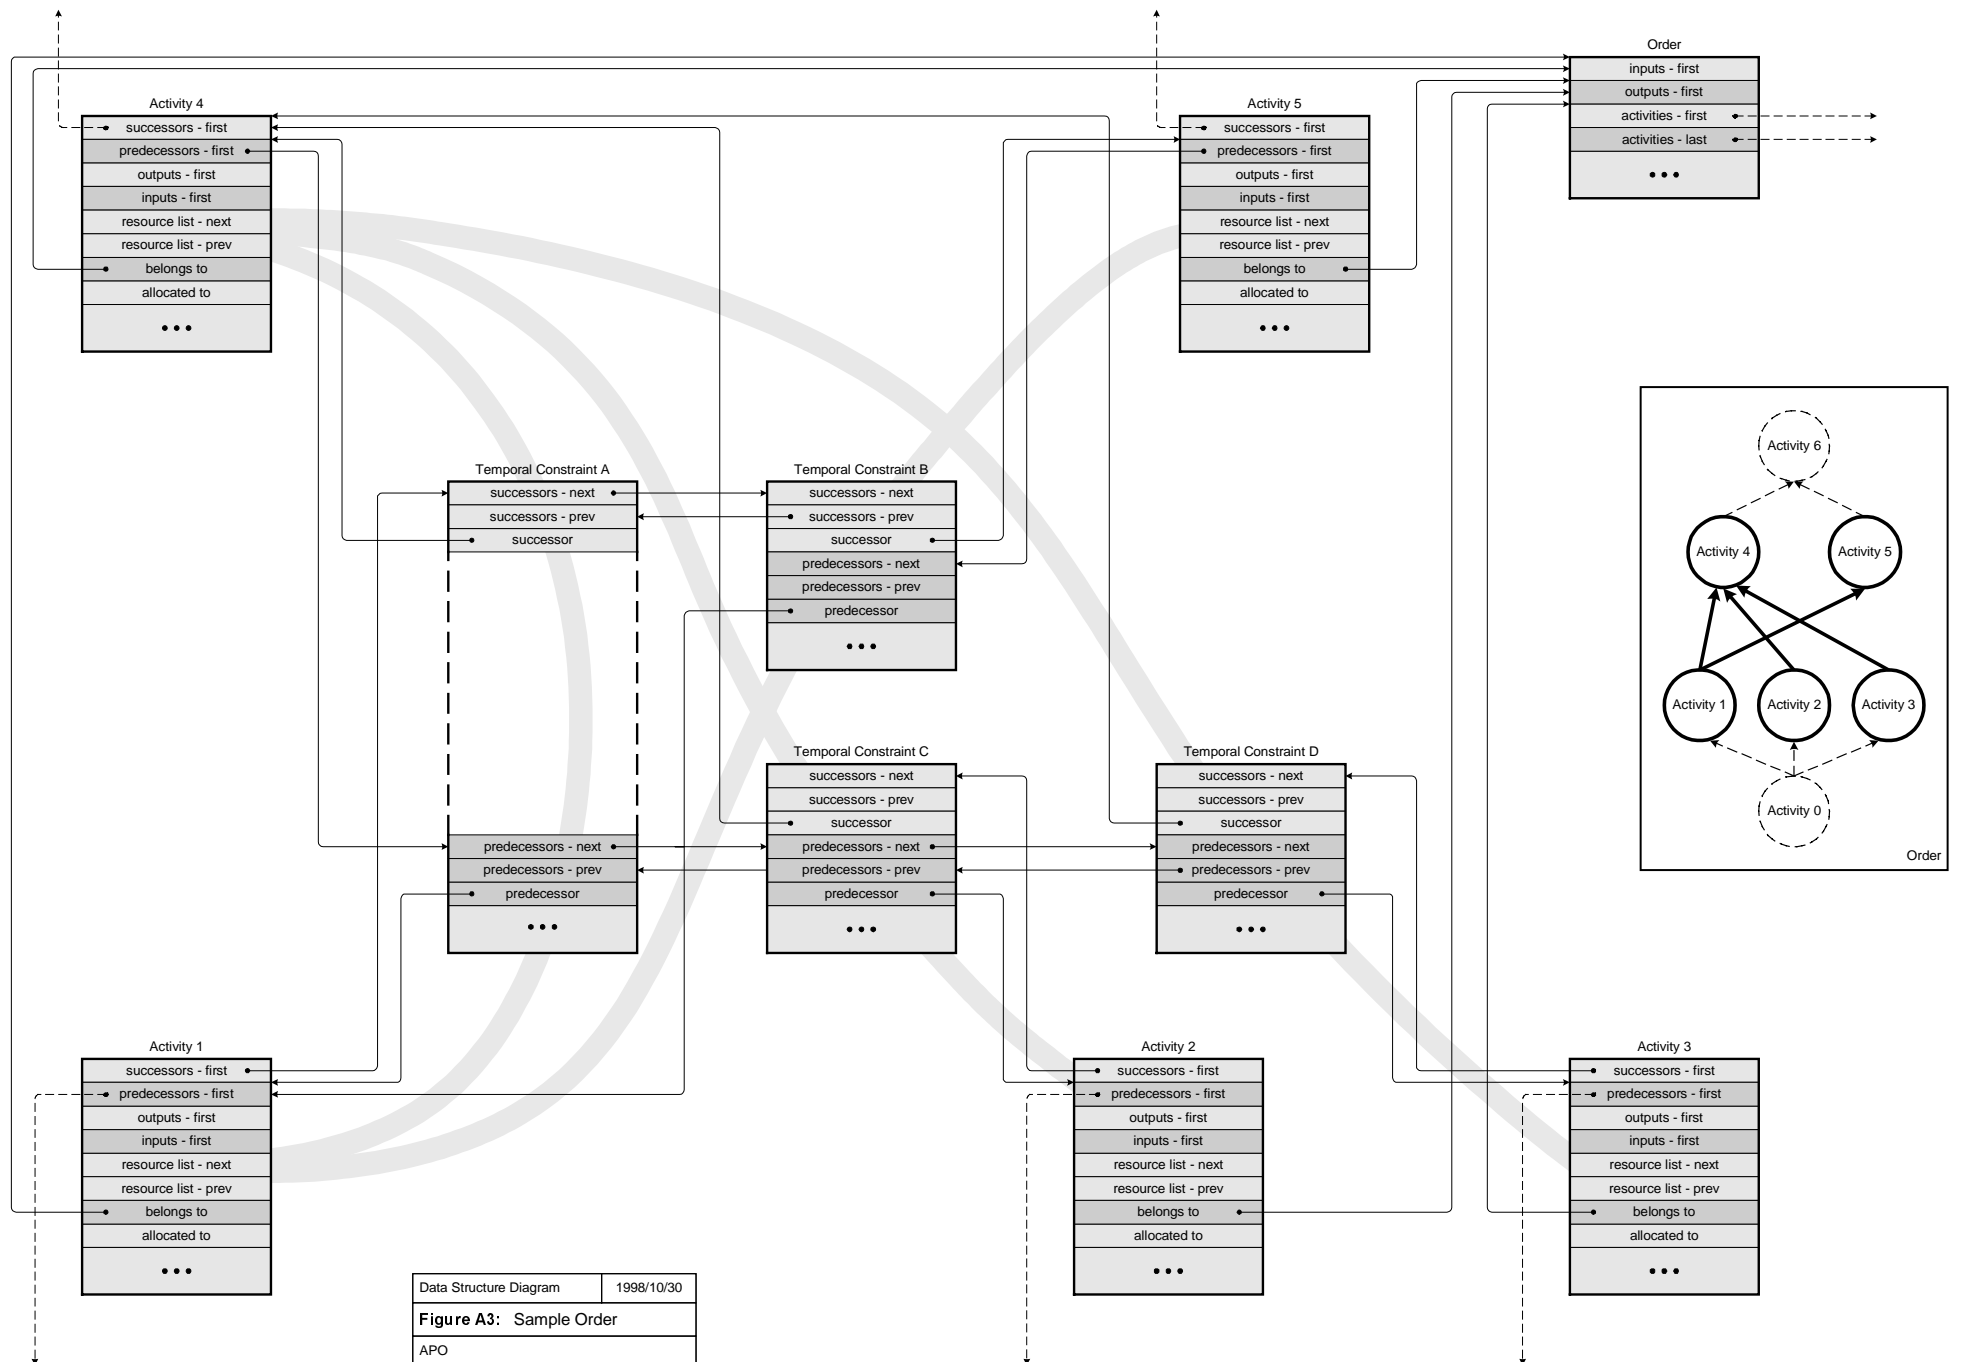 Order
inputs - first
outputs - first
activities - first
activities - last
• • •
Activity 4
successors - first
predecessors - first
outputs - first
inputs - first
resource list - next
resource list - prev
belongs to
allocated to
• • •
Activity 5
successors - first
predecessors - first
outputs - first
inputs - first
resource list - next
resource list - prev
belongs to
allocated to
• • •
Temporal Constraint A
successors - next
successors - prev
successor
predecessors - next
predecessors - prev
predecessor
• • •
Temporal Constraint B
successors - next
successors - prev
successor
predecessors - next
predecessors - prev
predecessor
• • •
Temporal Constraint C
successors - next
successors - prev
successor
predecessors - next
predecessors - prev
predecessor
• • •
Temporal Constraint D
successors - next
successors - prev
successor
predecessors - next
predecessors - prev
predecessor
• • •
Activity 6
Activity 4
Activity 5
Activity 1
Activity 2
Activity 3
Activity 0
Order
Activity 1
successors - first
predecessors - first
outputs - first
inputs - first
resource list - next
resource list - prev
belongs to
allocated to
• • •
Activity 2
successors - first
predecessors - first
outputs - first
inputs - first
resource list - next
resource list - prev
belongs to
allocated to
• • •
Activity 3
successors - first
predecessors - first
outputs - first
inputs - first
resource list - next
resource list - prev
belongs to
allocated to
• • •
Data Structure Diagram
1998/10/30
Figure A3: Sample Order
APO